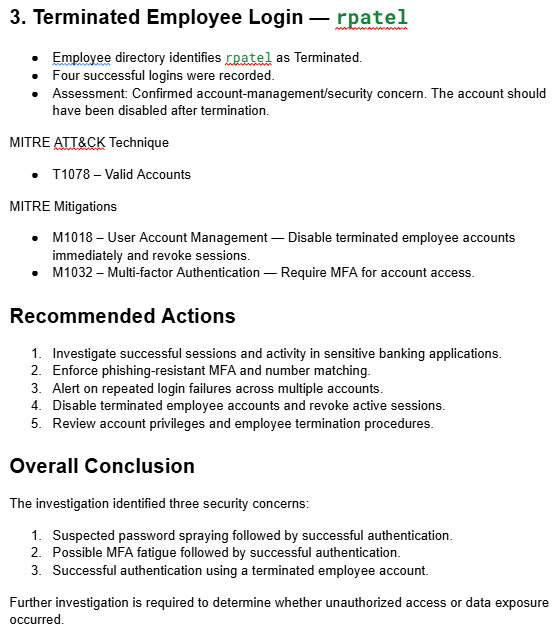 3. Terminated Employee Login — rpatel
● Employee directory identifies rpatel as Terminated.
● Four successful logins were recorded.
● Assessment: Confirmed account-management/security concern. The account should
have been disabled after termination.
MITRE ATT&CK Technique
● T1078 – Valid Accounts
MITRE Mitigations
● M1018 – User Account Management — Disable terminated employee accounts
immediately and revoke sessions.
● M1032 – Multi-factor Authentication — Require MFA for account access.
Recommended Actions
1. Investigate successful sessions and activity in sensitive banking applications.
2. Enforce phishing-resistant MFA and number matching.
3. Alert on repeated login failures across multiple accounts.
4. Disable terminated employee accounts and revoke active sessions.
5. Review account privileges and employee termination procedures.
Overall Conclusion
The investigation identified three security concerns:
1. Suspected password spraying followed by successful authentication.
2. Possible MFA fatigue followed by successful authentication.
3. Successful authentication using a terminated employee account.
Further investigation is required to determine whether unauthorized access or data exposure
occurred.